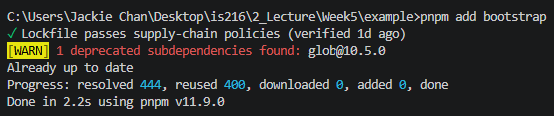 C:\Users\Jackie Chan\Desktop\is216\2_Lecture\Week5\example>pnpm add bootstrap
✓ Lockfile passes supply-chain policies (verified 1d ago)
[WARN] 1 deprecated subdependencies found: glob@10.5.0
Already up to date
Progress: resolved 444, reused 400, downloaded 0, added 0, done
Done in 2.2s using pnpm v11.9.0